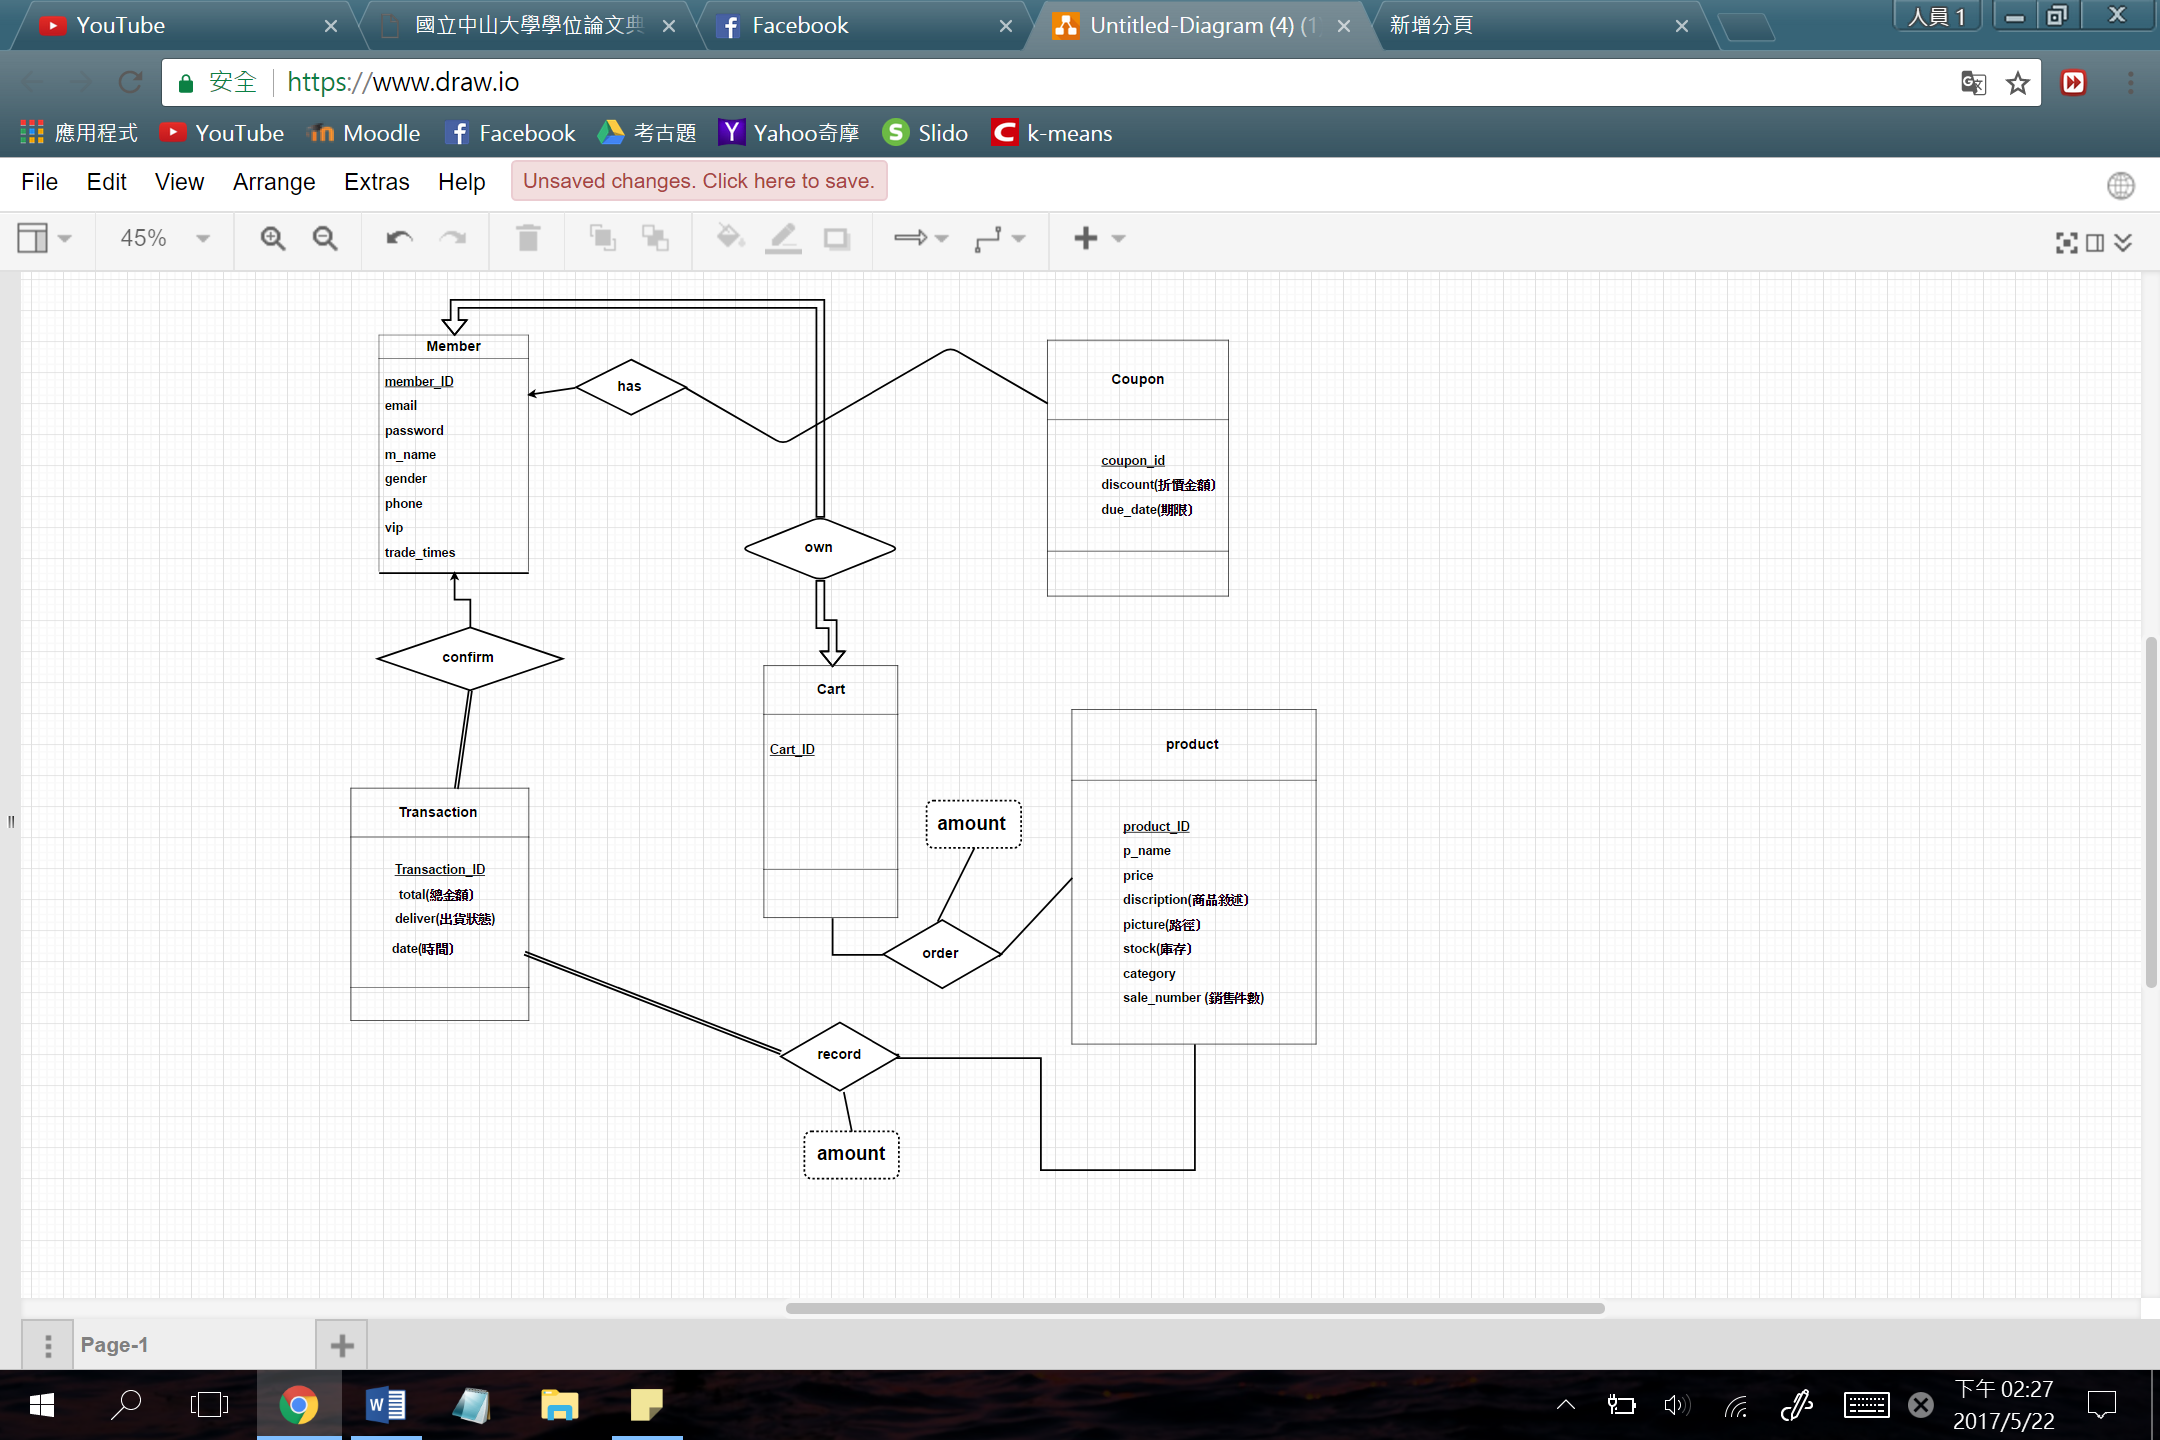 YouTube
國立中山大學學位論文典
Facebook
Untitled-Diagram (4) (1
新增分頁
人員 1
安全
https://www.draw.io
應用程式
YouTube
Moodle
Facebook
考古題
Yahoo奇摩
Slido
k-means
File Edit View Arrange Extras Help
Unsaved changes. Click here to save.
45%
Member
member_ID
email
password
m_name
gender
phone
vip
trade_times
has
Coupon
coupon_id
discount(折價金額)
due_date(期限)
own
confirm
Cart
Cart_ID
product
product_ID
p_name
price
discription(商品敘述)
picture(路徑)
stock(庫存)
category
sale_number (銷售件數)
Transaction
Transaction_ID
total(總金額)
deliver(出貨狀態)
date(時間)
amount
order
record
amount
Page-1
下午 02:27
2017/5/22